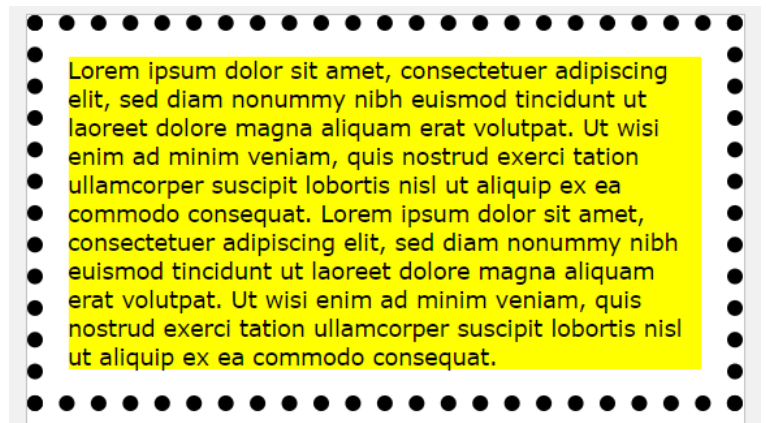 Lorem ipsum dolor sit amet, consectetuer adipiscing
elit, sed diam nonummy nibh euismod tincidunt ut
laoreet dolore magna aliquam erat volutpat. Ut wisi
enim ad minim veniam, quis nostrud exerci tation
ullamcorper suscipit lobortis nisl ut aliquip ex ea
commodo consequat. Lorem ipsum dolor sit amet,
consectetuer adipiscing elit, sed diam nonummy nibh
euismod tincidunt ut laoreet dolore magna aliquam
erat volutpat. Ut wisi enim ad minim veniam, quis
nostrud exerci tation ullamcorper suscipit lobortis nisl
ut aliquip ex ea commodo consequat.